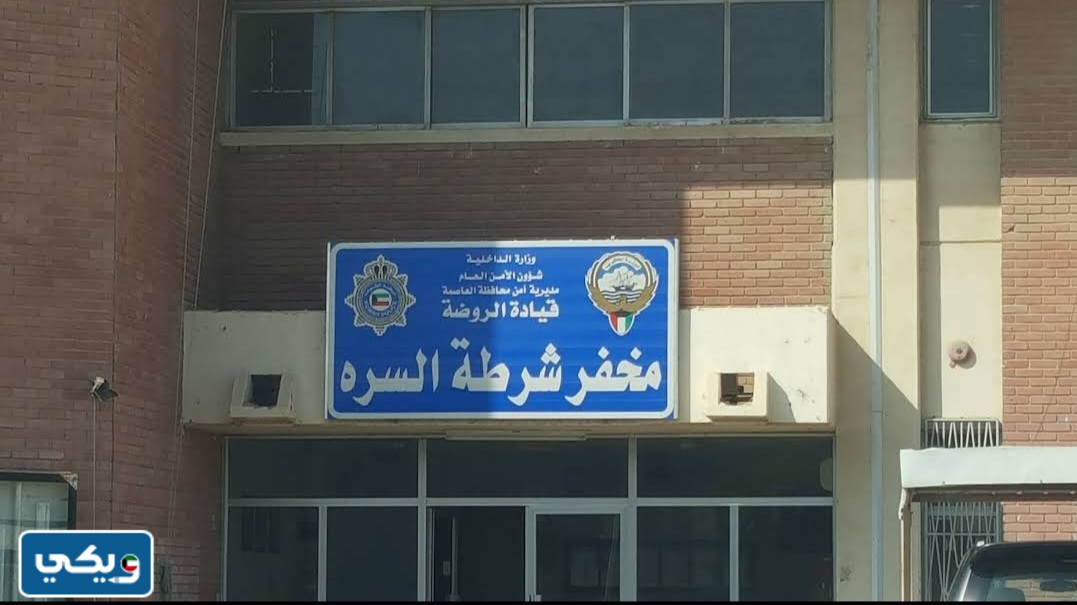 وزارة الداخلية
شؤون الأمن العام
مديرية أمن محافظة العاصمة
قيادة الروضة
مخفر شرطة السره
ويكي